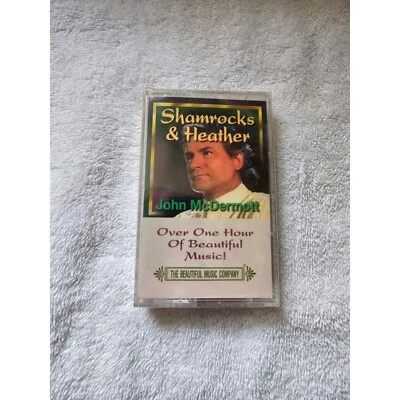 Shamrocks
& Heather
John McDermott
Over One Hour
Of Beautiful
Music!
THE BEAUTIFUL MUSIC COMPANY